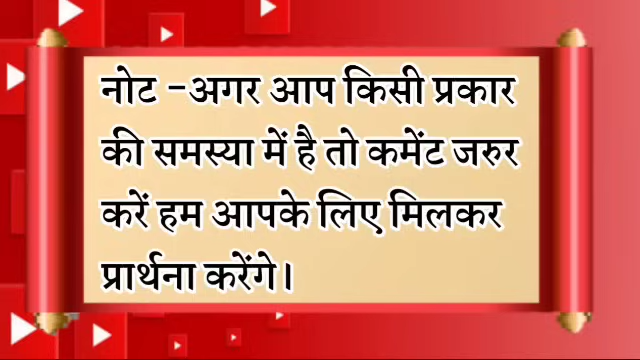 नोट -अगर आप किसी प्रकार
की समस्या में है तो कमेंट जरुर
करें हम आपके लिए मिलकर
प्रार्थना करेंगे।